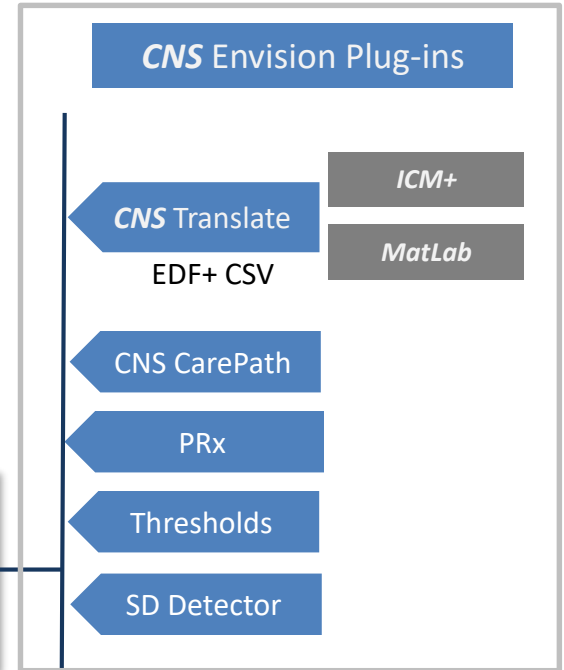 CNS Envision Plug-ins
ICM+
CNS Translate
MatLab
EDF+ CSV
CNS CarePath
PRx
Thresholds
SD Detector